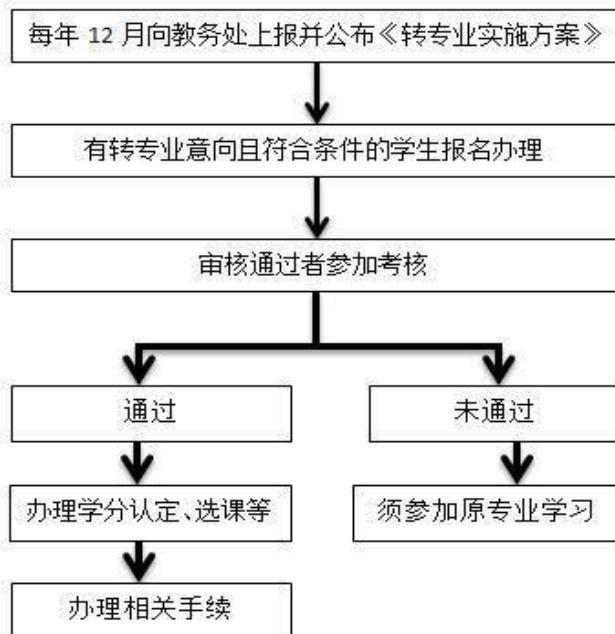 每年 12 月向教务处上报并公布《转专业实施方案》
有转专业意向且符合条件的学生报名办理
审核通过者参加考核
通过
未通过
办理学分认定、选课等
须参加原专业学习
办理相关手续